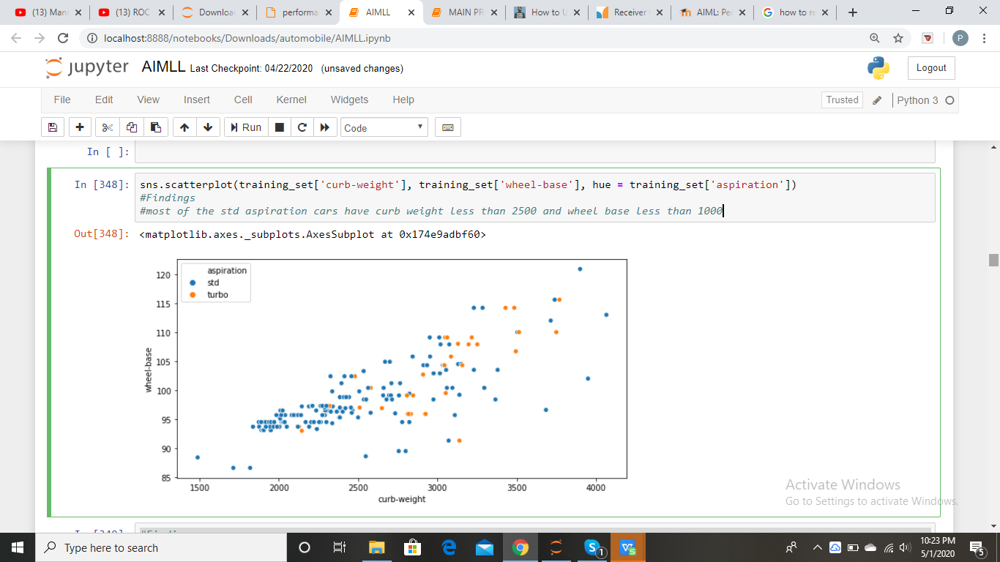 (13) Mani
(13) ROC
Download
performa
AIMLL
MAIN PR
How to U
Receiver
AIML: Pe
how to re
localhost:8888/notebooks/Downloads/automobile/AIMLL.ipynb
P
jupyter AIMLL Last Checkpoint: 04/22/2020 (unsaved changes)
Logout
File Edit View Insert Cell Kernel Widgets Help
Trusted
Python 3
Run
Code
In [ ]:
In [348]: sns.scatterplot(training_set['curb-weight'], training_set['wheel-base'], hue = training_set['aspiration'])
#Findings
#most of the std aspiration cars have curb weight less than 2500 and wheel base less than 1000
Out[348]: <matplotlib.axes._subplots.AxesSubplot at 0x174e9adbf60>
aspiration
std
turbo
120
115
110
105
100
95
90
85
wheel-base
1500 2000 2500 3000 3500 4000
curb-weight
Activate Windows
Go to Settings to activate Windows.
Type here to search
1
10:23 PM
5/1/2020
5